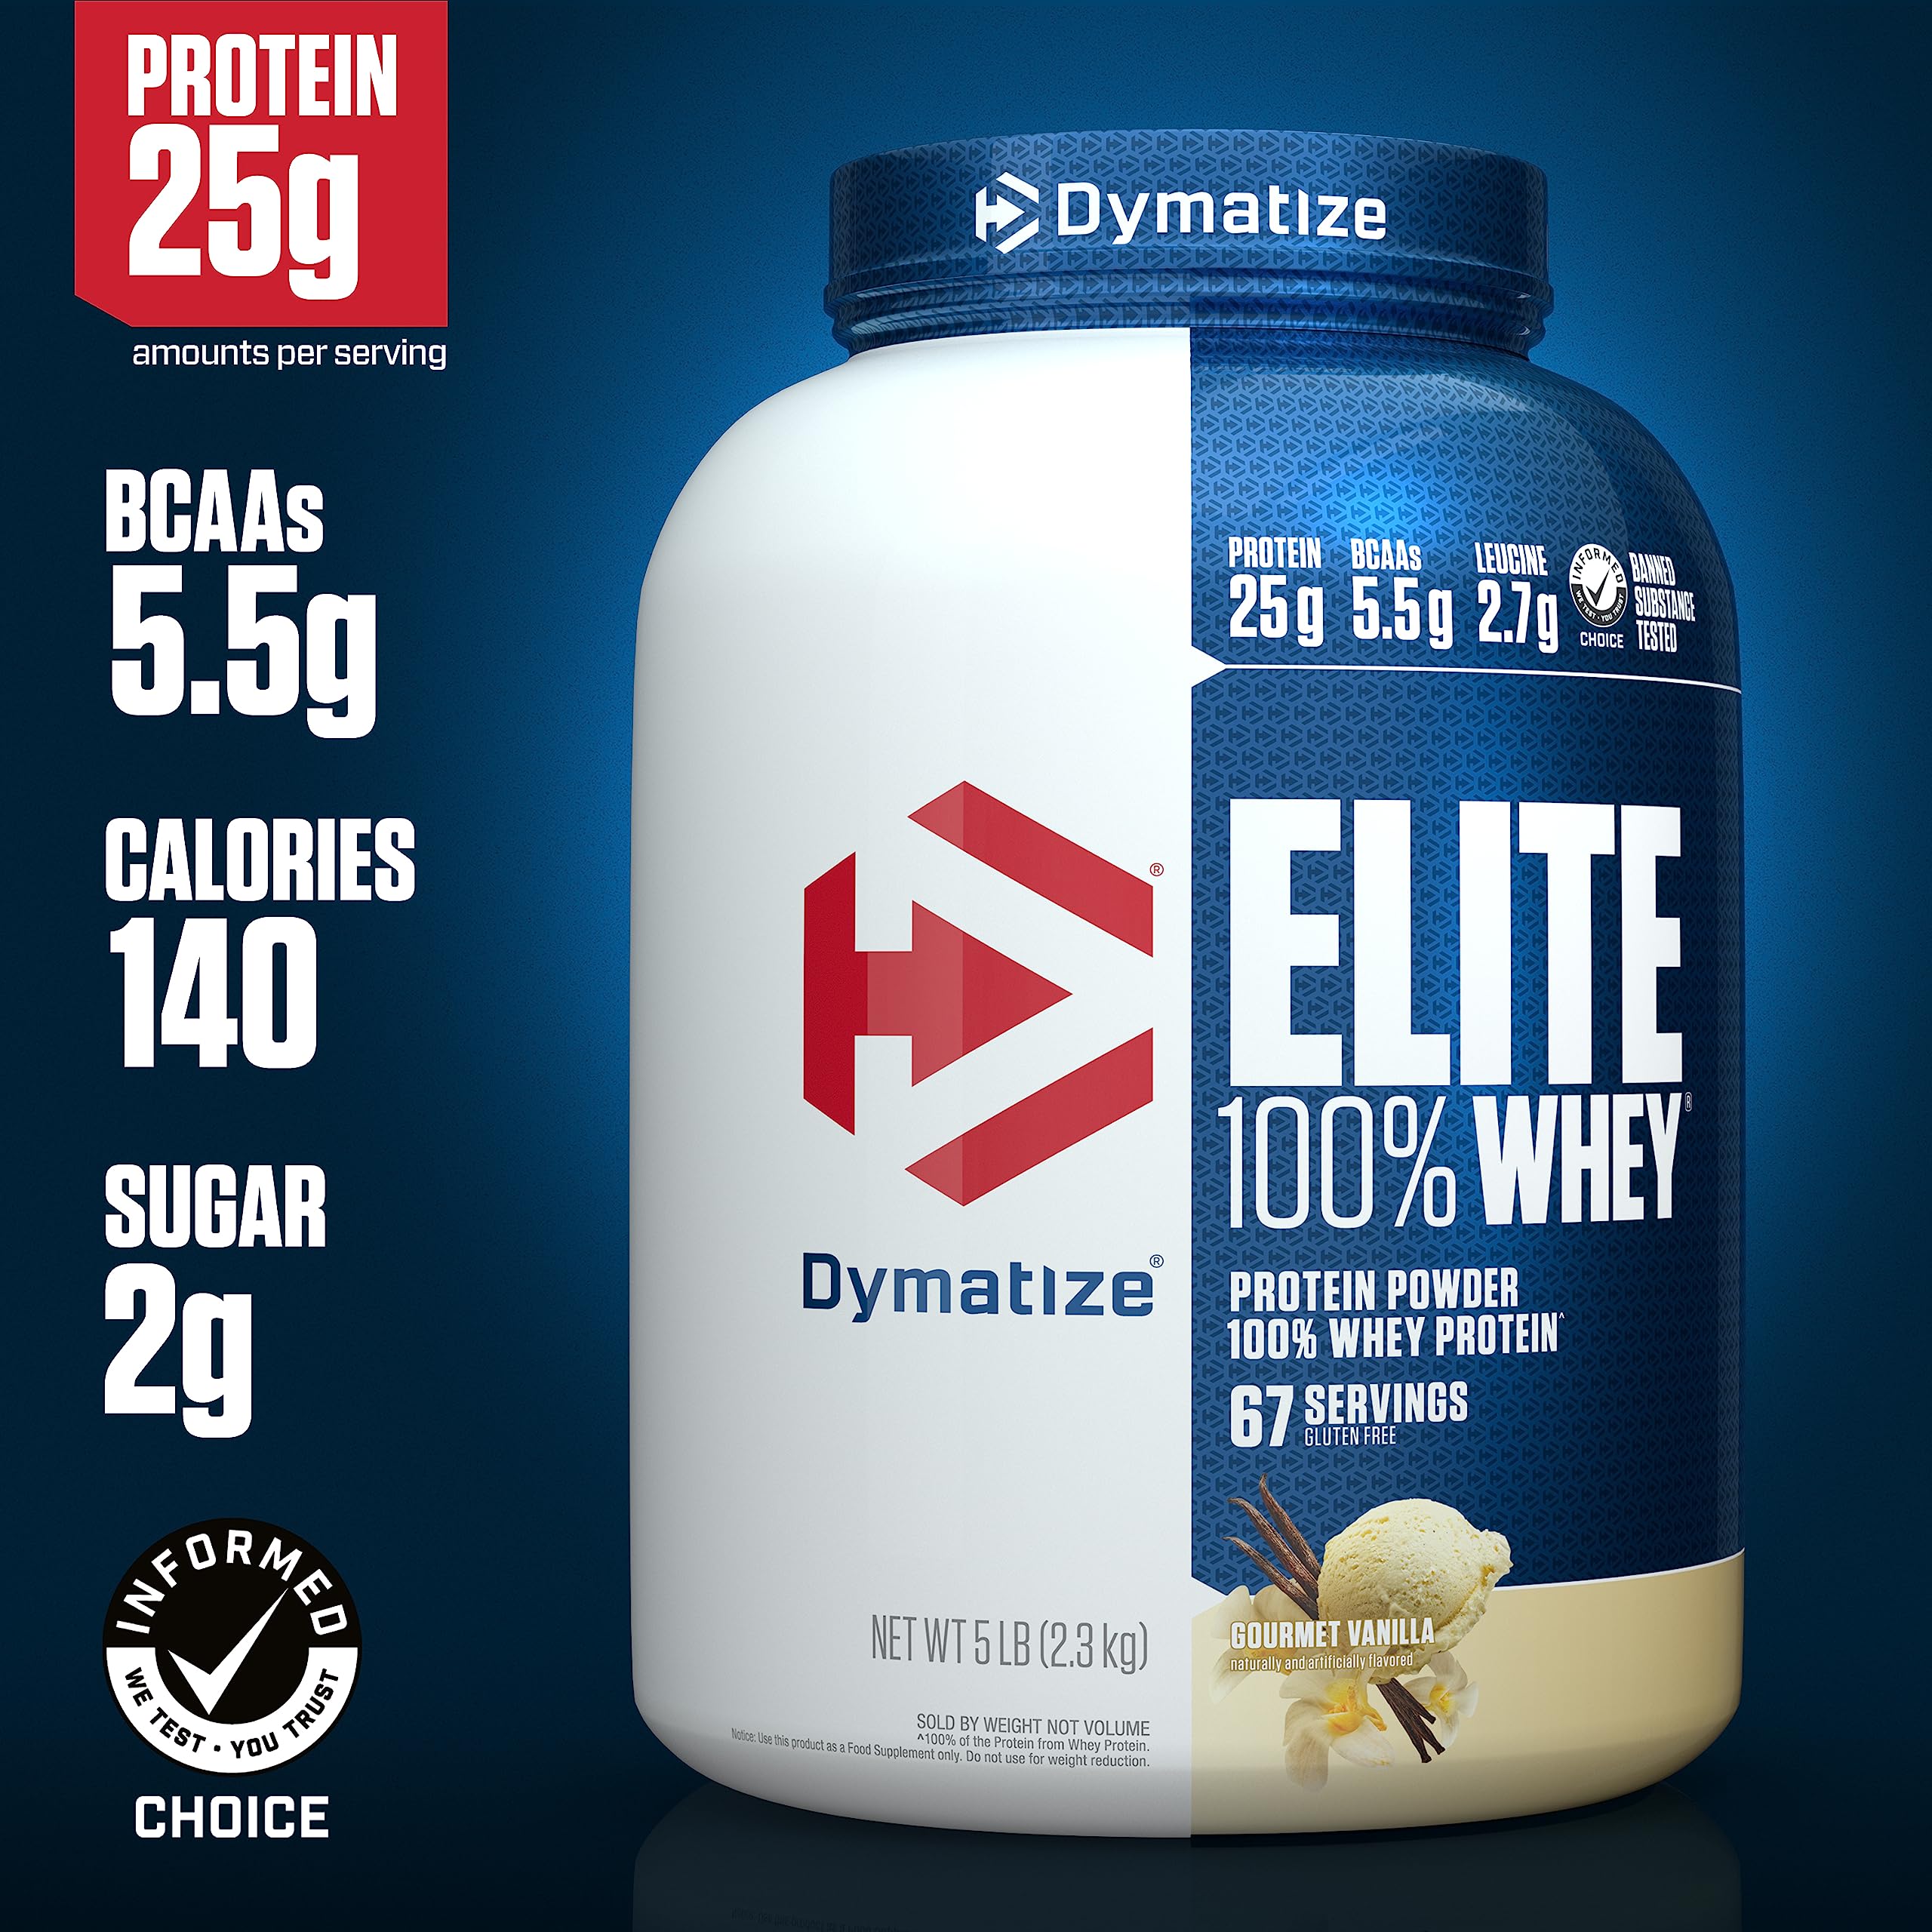 PROTEIN
25g
amounts per serving
BCAAs
5.5g
CALORIES
140
SUGAR
2g
INFORMED
WE TEST · YOU TRUST
CHOICE
Dymatize
PROTEIN
25g
BCAAs
5.5g
LEUCINE
2.7g
INFORMED
WE TEST · YOU TRUST
CHOICE
BANNED
SUBSTANCE
TESTED
®
Dymatize®
ELITE
100% WHEY®
PROTEIN POWDER
100% WHEY PROTEIN^
67 SERVINGS
GLUTEN FREE
GOURMET VANILLA
naturally and artificially flavored
NET WT 5 LB (2.3 kg)
SOLD BY WEIGHT NOT VOLUME
^100% of the Protein from Whey Protein.
Notice: Use this product as a Food Supplement only. Do not use for weight reduction.